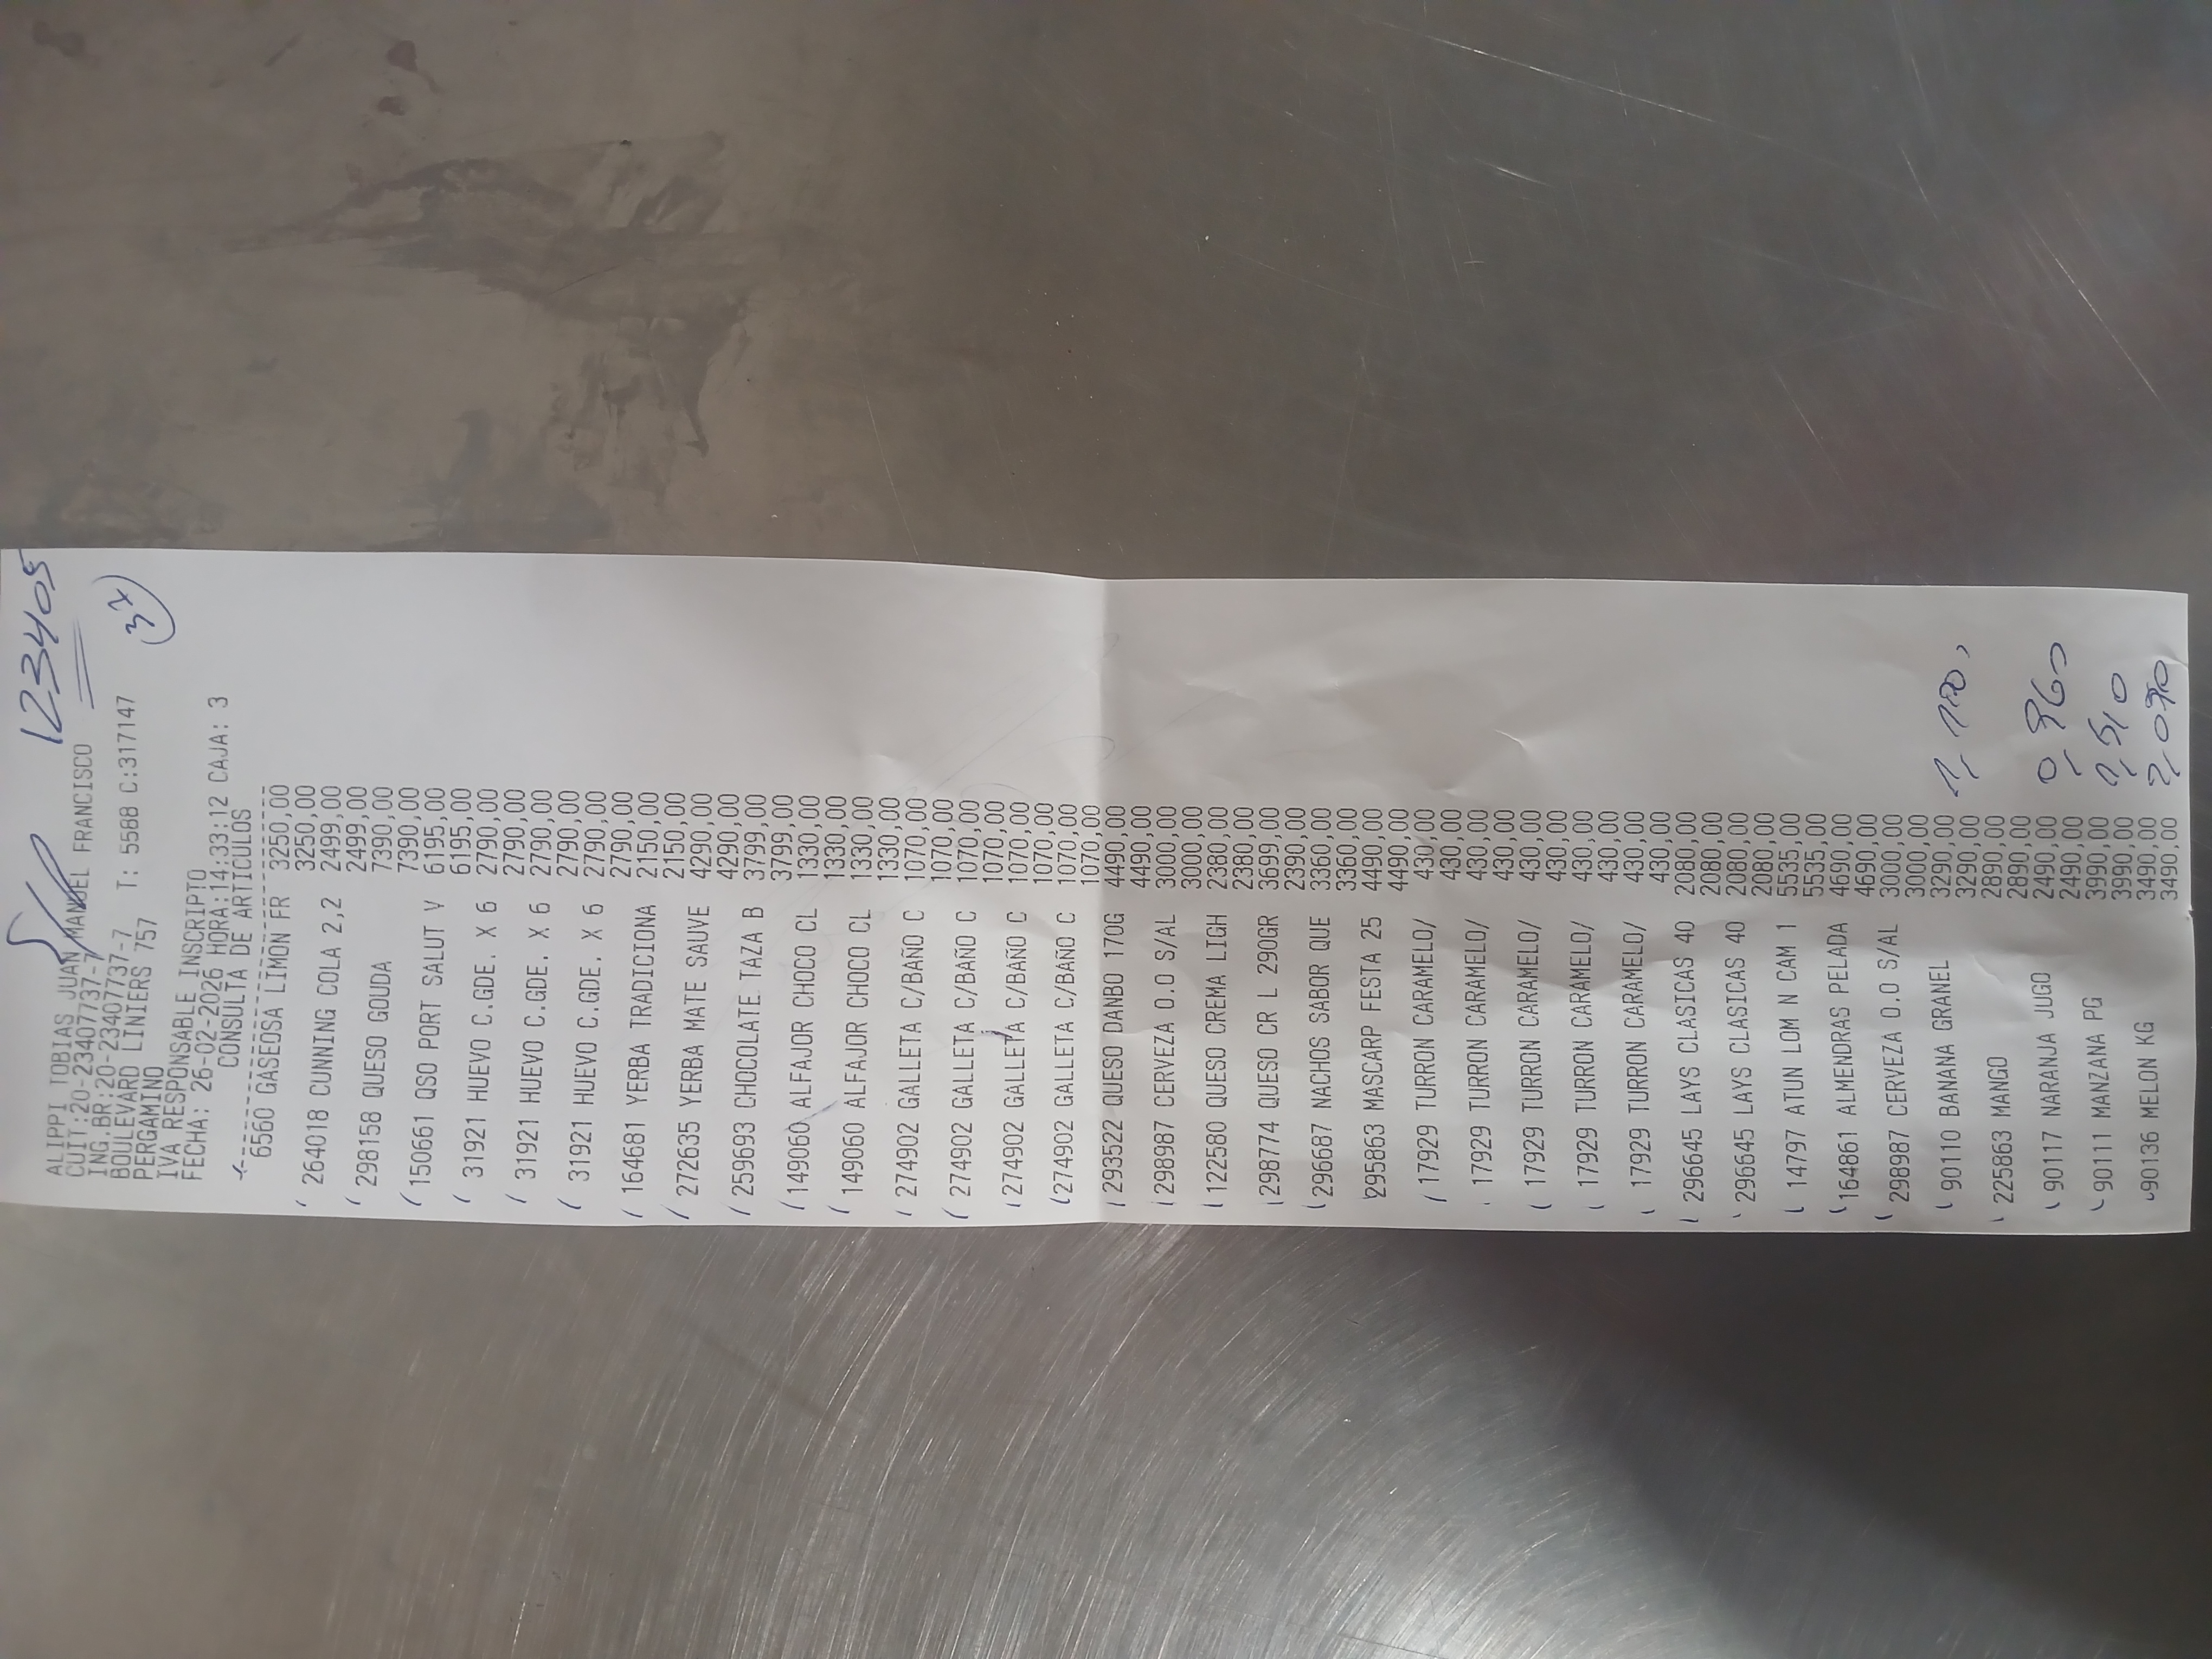 123405
ALIPPI TOBIAS JUAN MANUEL FRANCISCO
CUIT:20-23407737-7
ING.BR:20-23407737-7
BOULEVARD LINIERS 757 T: 5588 C:317147
PERGAMINO
37
IVA RESPONSABLE INSCRIPTO
FECHA: 26-02-2026 HORA:14:33:12 CAJA: 3
CONSULTA DE ARTICULOS
--------------------------------
6560 GASEOSA LIMON FR 3250,00
3250,00
264018 CUNNING COLA 2,2 2499,00
2499,00
298158 QUESO GOUDA 7390,00
7390,00
150661 QSO PORT SALUT V 6195,00
6195,00
31921 HUEVO C.GDE. X 6 2790,00
2790,00
31921 HUEVO C.GDE. X 6 2790,00
2790,00
31921 HUEVO C.GDE. X 6 2790,00
2790,00
164681 YERBA TRADICIONA 2150,00
2150,00
272635 YERBA MATE SAUVE 4290,00
4290,00
259693 CHOCOLATE TAZA B 3799,00
3799,00
149060 ALFAJOR CHOCO CL 1330,00
1330,00
149060 ALFAJOR CHOCO CL 1330,00
1330,00
274902 GALLETA C/BAÑO C 1070,00
1070,00
274902 GALLETA C/BAÑO C 1070,00
1070,00
274902 GALLETA C/BAÑO C 1070,00
1070,00
274902 GALLETA C/BAÑO C 1070,00
1070,00
293522 QUESO DANBO 170G 4490,00
4490,00
298987 CERVEZA 0.0 S/AL 3000,00
3000,00
122580 QUESO CREMA LIGH 2380,00
2380,00
298774 QUESO CR L 290GR 3699,00
2390,00
296687 NACHOS SABOR QUE 3360,00
3360,00
295863 MASCARP FESTA 25 4490,00
4490,00
17929 TURRON CARAMELO/ 430,00
430,00
17929 TURRON CARAMELO/ 430,00
430,00
17929 TURRON CARAMELO/ 430,00
430,00
17929 TURRON CARAMELO/ 430,00
430,00
17929 TURRON CARAMELO/ 430,00
430,00
296645 LAYS CLASICAS 40 2080,00
2080,00
296645 LAYS CLASICAS 40 2080,00
2080,00
14797 ATUN LOM N CAM 1 5535,00
5535,00
164861 ALMENDRAS PELADA 4690,00
4690,00
298987 CERVEZA 0.0 S/AL 3000,00
3000,00
90110 BANANA GRANEL 3290,00
3290,00
225863 MANGO 2890,00
2890,00
90117 NARANJA JUGO 2490,00 0,960
2490,00
90111 MANZANA PG 3990,00
3990,00
90136 MELON KG 3490,00
3490,00